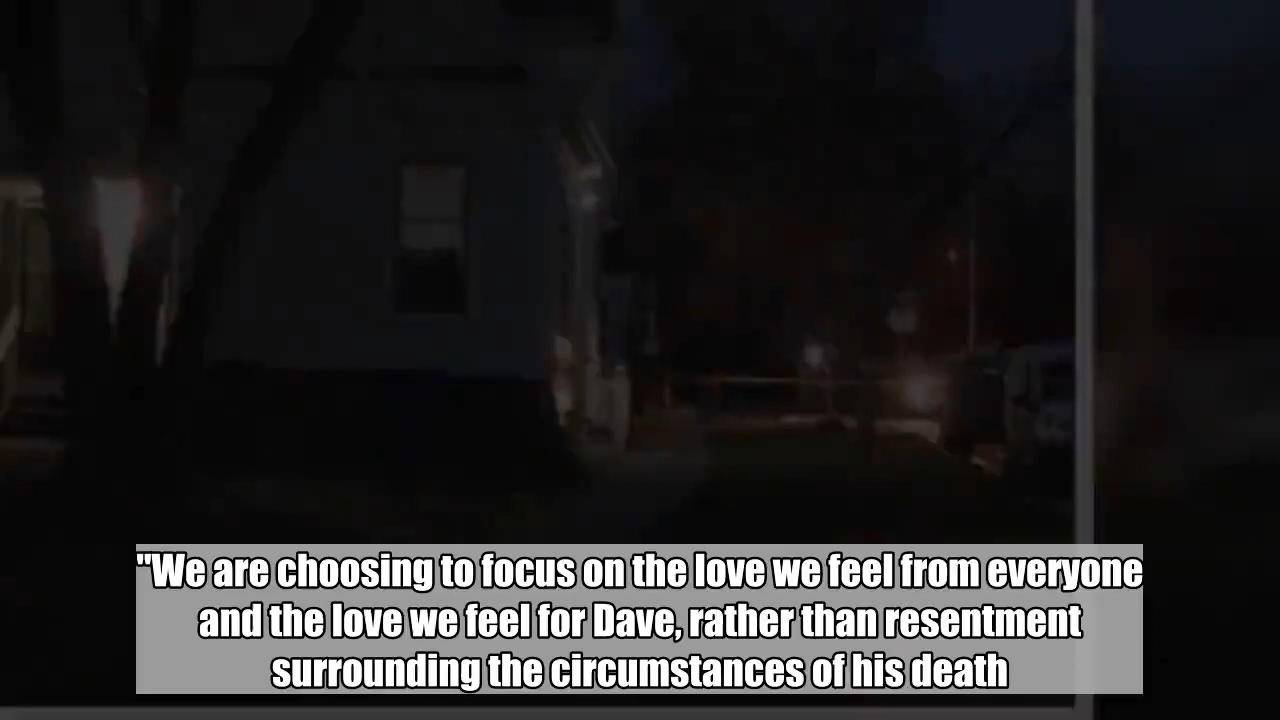 "We are choosing to focus on the love we feel from everyone
and the love we feel for Dave, rather than resentment
surrounding the circumstances of his death